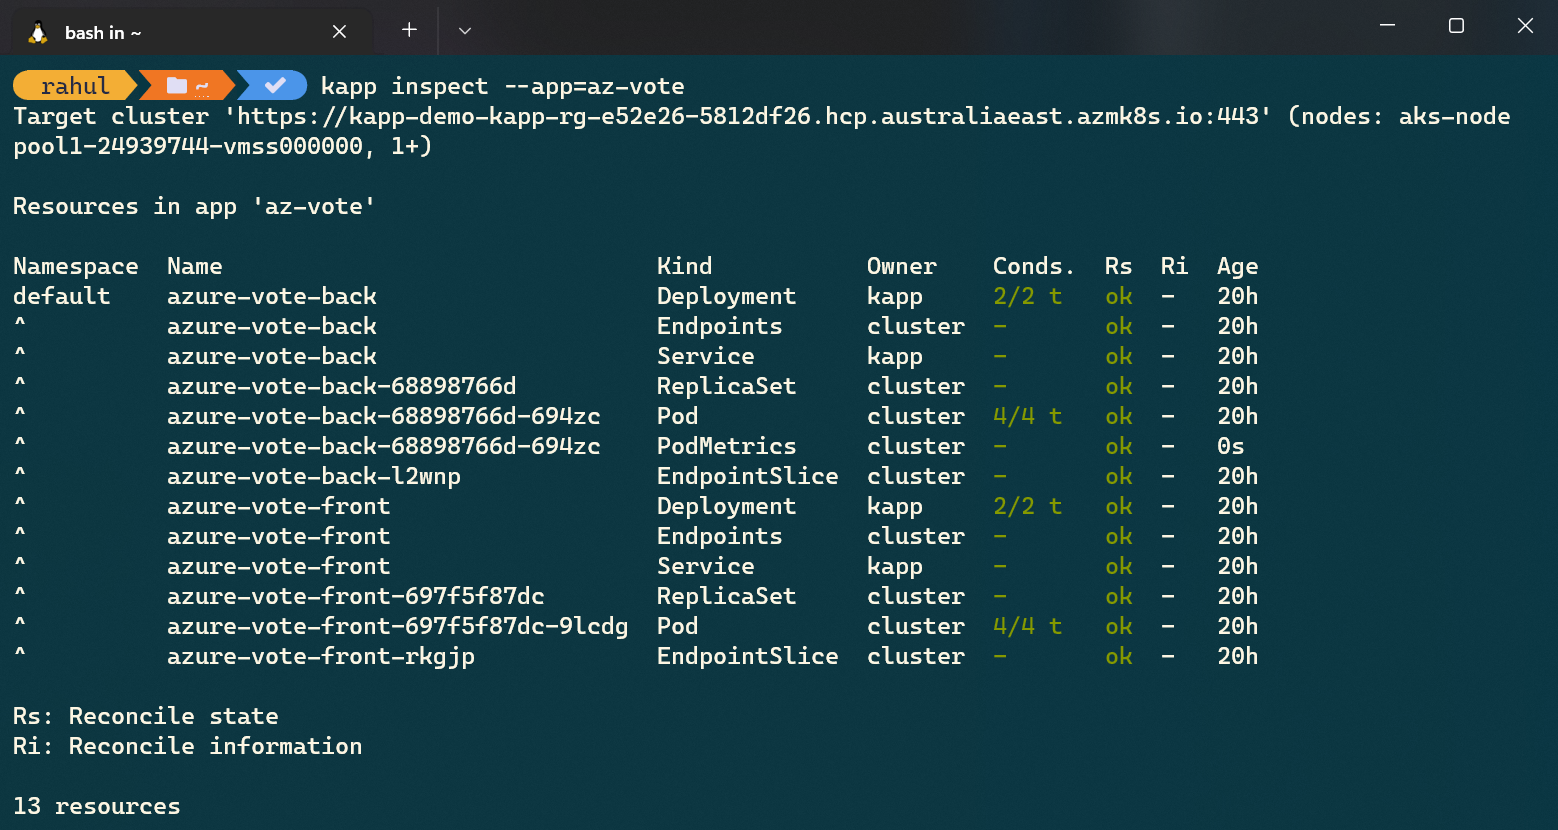 bash in ~
rahul ~ kapp inspect --app=az-vote
Target cluster 'https://kapp-demo-kapp-rg-e52e26-5812df26.hcp.australiaeast.azmk8s.io:443' (nodes: aks-node
pool1-24939744-vmss000000, 1+)
Resources in app 'az-vote'
Namespace  Name                               Kind           Owner    Conds.  Rs  Ri  Age
default    azure-vote-back                    Deployment     kapp     2/2 t   ok  -   20h
^          azure-vote-back                    Endpoints      cluster  -       ok  -   20h
^          azure-vote-back                    Service        kapp     -       ok  -   20h
^          azure-vote-back-68898766d          ReplicaSet     cluster  -       ok  -   20h
^          azure-vote-back-68898766d-694zc    Pod            cluster  4/4 t   ok  -   20h
^          azure-vote-back-68898766d-694zc    PodMetrics     cluster  -       ok  -   0s
^          azure-vote-back-l2wnp              EndpointSlice  cluster  -       ok  -   20h
^          azure-vote-front                   Deployment     kapp     2/2 t   ok  -   20h
^          azure-vote-front                   Endpoints      cluster  -       ok  -   20h
^          azure-vote-front                   Service        kapp     -       ok  -   20h
^          azure-vote-front-697f5f87dc        ReplicaSet     cluster  -       ok  -   20h
^          azure-vote-front-697f5f87dc-9lcdg  Pod            cluster  4/4 t   ok  -   20h
^          azure-vote-front-rkgjp             EndpointSlice  cluster  -       ok  -   20h
Rs: Reconcile state
Ri: Reconcile information
13 resources